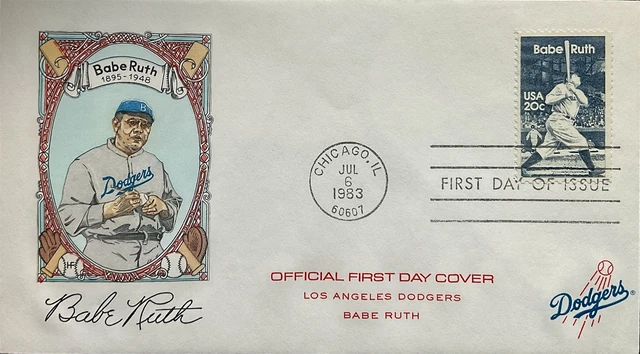 Babe Ruth
1895-1948
B
Dodgers
HF
Babe Ruth
CHICAGO, IL
JUL
6
1983
60607
Babe Ruth
USA
20c
FIRST DAY OF ISSUE
OFFICIAL FIRST DAY COVER
LOS ANGELES DODGERS
BABE RUTH
Dodgers®